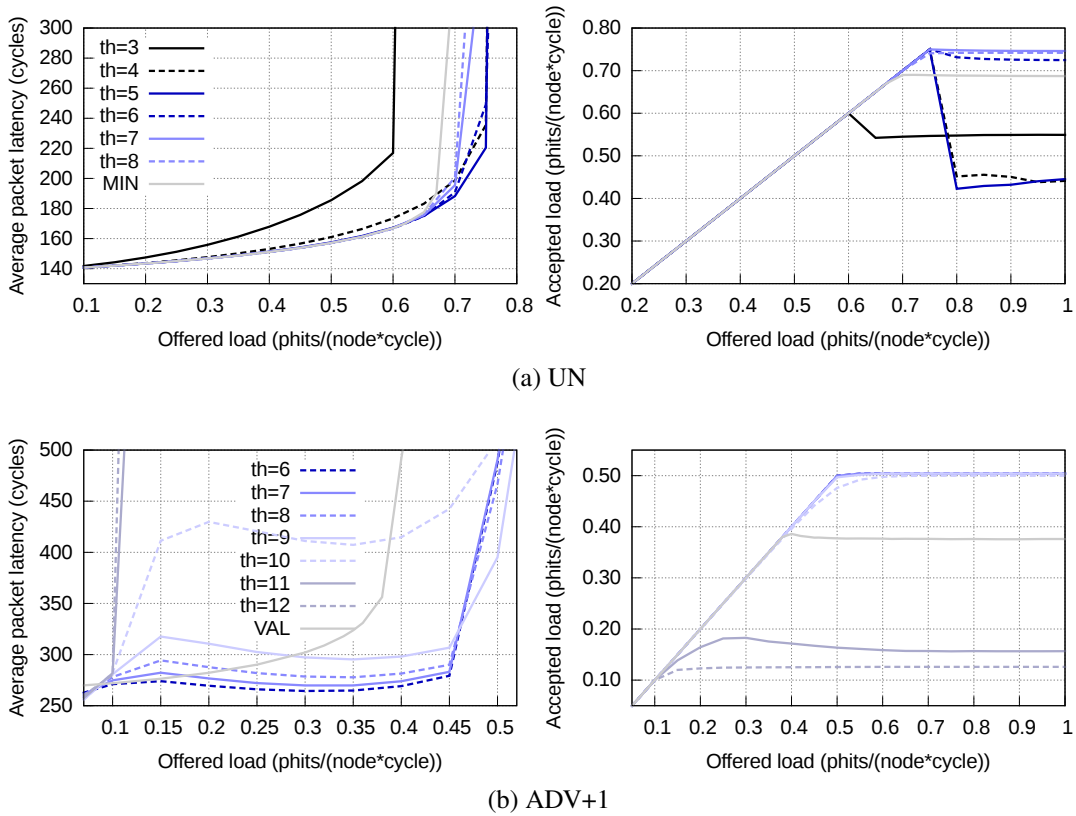 Average packet latency (cycles)
300
280
260
240
220
200
180
160
140
th=3
th=4
th=5
th=6
th=7
th=8
MIN
0.1 0.2 0.3 0.4 0.5 0.6 0.7 0.8
Offered load (phits/(node*cycle))
Accepted load (phits/(node*cycle))
0.80
0.70
0.60
0.50
0.40
0.30
0.20
0.2 0.3 0.4 0.5 0.6 0.7 0.8 0.9 1
Offered load (phits/(node*cycle))
(a) UN
Average packet latency (cycles)
500
450
400
350
300
250
th=6
th=7
th=8
th=9
th=10
th=11
th=12
VAL
0.1 0.15 0.2 0.25 0.3 0.35 0.4 0.45 0.5
Offered load (phits/(node*cycle))
Accepted load (phits/(node*cycle))
0.50
0.40
0.30
0.20
0.10
0.1 0.2 0.3 0.4 0.5 0.6 0.7 0.8 0.9 1
Offered load (phits/(node*cycle))
(b) ADV+1